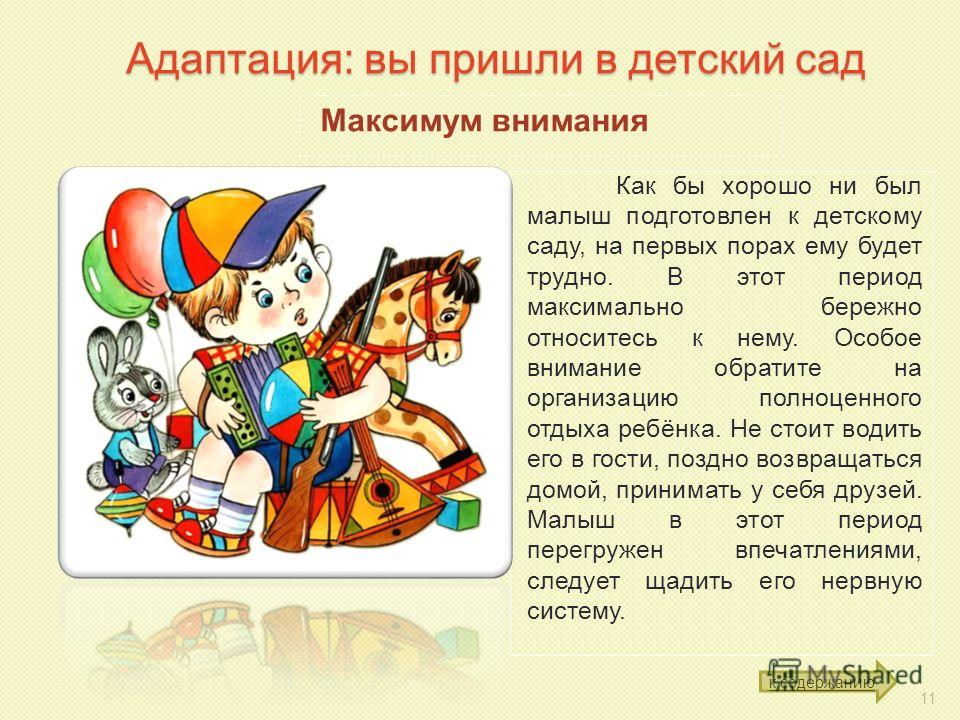 Адаптация: вы пришли в детский сад
Максимум внимания
Как бы хорошо ни был
малыш подготовлен к детскому
саду, на первых порах ему будет
трудно. В этот период
максимально бережно
относитесь к нему. Особое
внимание обратите на
организацию полноценного
отдыха ребёнка. Не стоит водить
его в гости, поздно возвращаться
домой, принимать у себя друзей.
Малыш в этот период
перегружен впечатлениями,
следует щадить его нервную
систему.
к содержанию
MyShared
11